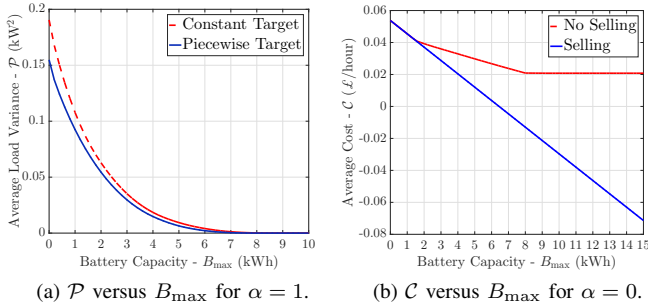 0.2
0.15
0.1
0.05
0
Average Load Variance - 𝒫 (kW²)
Constant Target
Piecewise Target
0 1 2 3 4 5 6 7 8 9 10
Battery Capacity - B_max (kWh)
(a) 𝒫 versus B_max for α = 1.
0.06
0.04
0.02
0
-0.02
-0.04
-0.06
-0.08
Average Cost - 𝒞 (£/hour)
No Selling
Selling
0 1 2 3 4 5 6 7 8 9 10 11 12 13 14 15
Battery Capacity - B_max (kWh)
(b) 𝒞 versus B_max for α = 0.